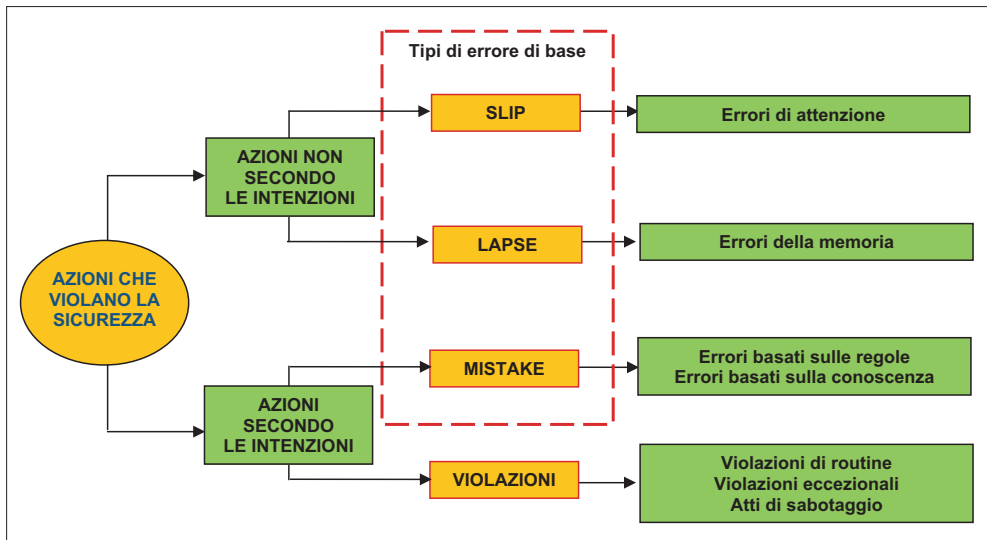 Tipi di errore di base
SLIP
Errori di attenzione
AZIONI NON
SECONDO
LE INTENZIONI
LAPSE
Errori della memoria
AZIONI CHE
VIOLANO LA
SICUREZZA
MISTAKE
Errori basati sulle regole
Errori basati sulla conoscenza
AZIONI
SECONDO
LE INTENZIONI
VIOLAZIONI
Violazioni di routine
Violazioni eccezionali
Atti di sabotaggio